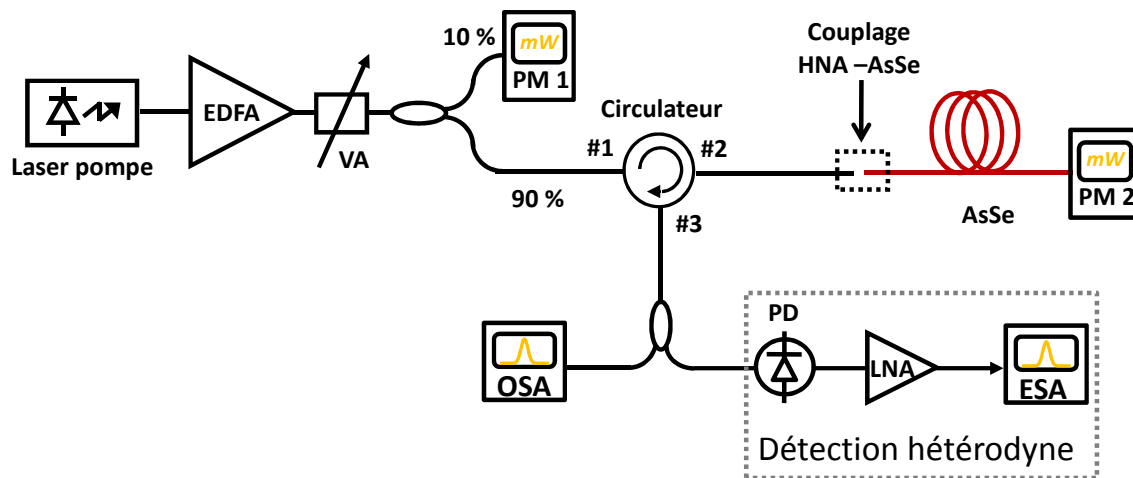 10 %
mW
PM 1
Couplage
HNA –AsSe
EDFA
Circulateur
#1
#2
Laser pompe
VA
mW
PM 2
90 %
#3
AsSe
PD
OSA
LNA
ESA
Détection hétérodyne